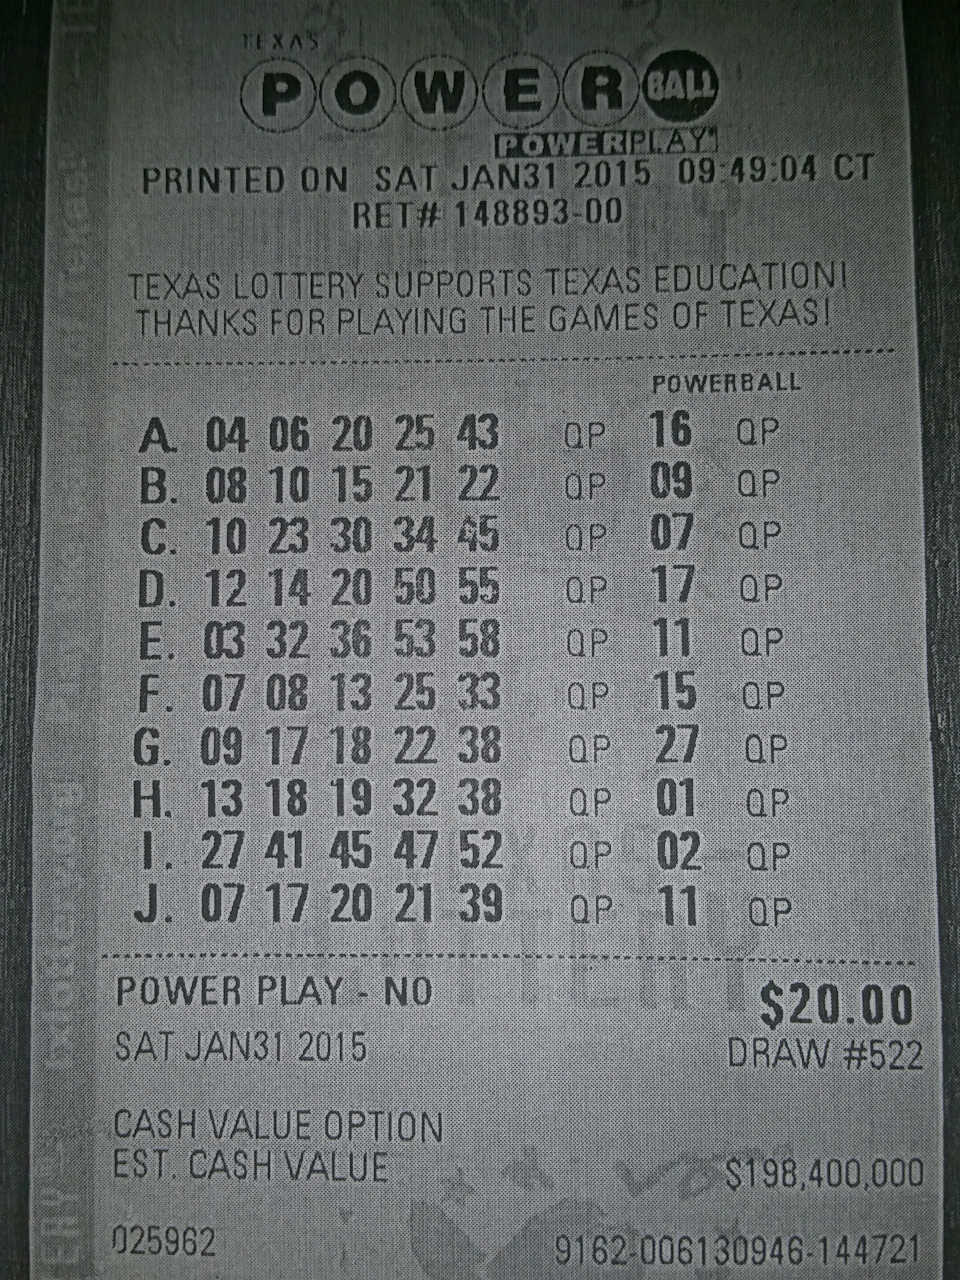 TEXAS
POWERBALL
POWERPLAY
PRINTED ON SAT JAN31 2015 09:49:04 CT
RET# 148893-00
TEXAS LOTTERY SUPPORTS TEXAS EDUCATION!
THANKS FOR PLAYING THE GAMES OF TEXAS!
POWERBALL
A. 04 06 20 25 43 QP 16 QP
B. 08 10 15 21 22 QP 09 QP
C. 10 23 30 34 45 QP 07 QP
D. 12 14 20 50 55 QP 17 QP
E. 03 32 36 53 58 QP 11 QP
F. 07 08 13 25 33 QP 15 QP
G. 09 17 18 22 38 QP 27 QP
H. 13 18 19 32 38 QP 01 QP
I. 27 41 45 47 52 QP 02 QP
J. 07 17 20 21 39 QP 11 QP
POWER PLAY - NO
$20.00
SAT JAN31 2015
DRAW #522
CASH VALUE OPTION
EST. CASH VALUE $198,400,000
025962 9162-006130946-144721